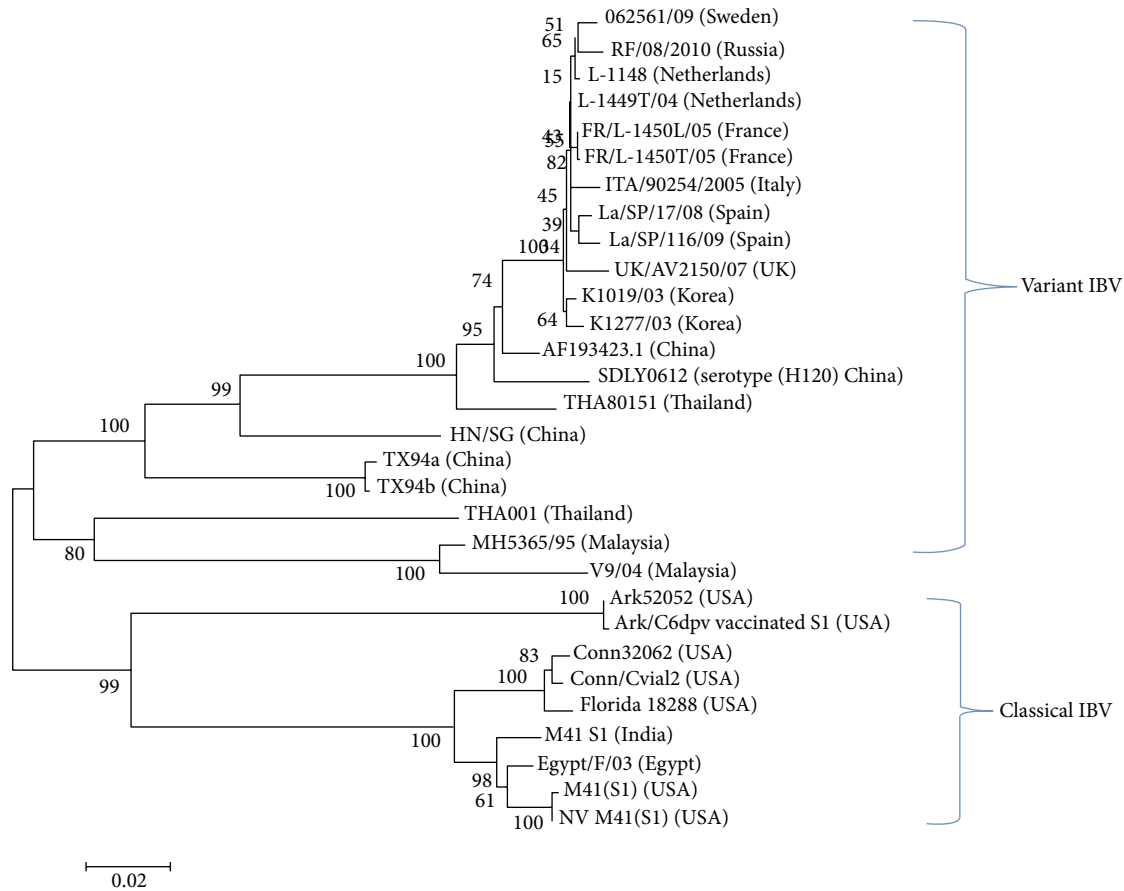 51
062561/09 (Sweden)
65
RF/08/2010 (Russia)
15
L-1148 (Netherlands)
L-1449T/04 (Netherlands)
43
55
FR/L-1450L/05 (France)
82
FR/L-1450T/05 (France)
45
ITA/90254/2005 (Italy)
La/SP/17/08 (Spain)
39
La/SP/116/09 (Spain)
100
34
UK/AV2150/07 (UK)
74
K1019/03 (Korea)
Variant IBV
64
K1277/03 (Korea)
95
AF193423.1 (China)
100
SDLY0612 (serotype (H120) China)
99
THA80151 (Thailand)
100
HN/SG (China)
TX94a (China)
100
TX94b (China)
THA001 (Thailand)
80
MH5365/95 (Malaysia)
100
V9/04 (Malaysia)
100
Ark52052 (USA)
Ark/C6dpv vaccinated S1 (USA)
83
Conn32062 (USA)
100
Conn/Cvial2 (USA)
99
Florida 18288 (USA)
Classical IBV
100
M41 S1 (India)
98
Egypt/F/03 (Egypt)
61
M41(S1) (USA)
100
NV M41(S1) (USA)
0.02